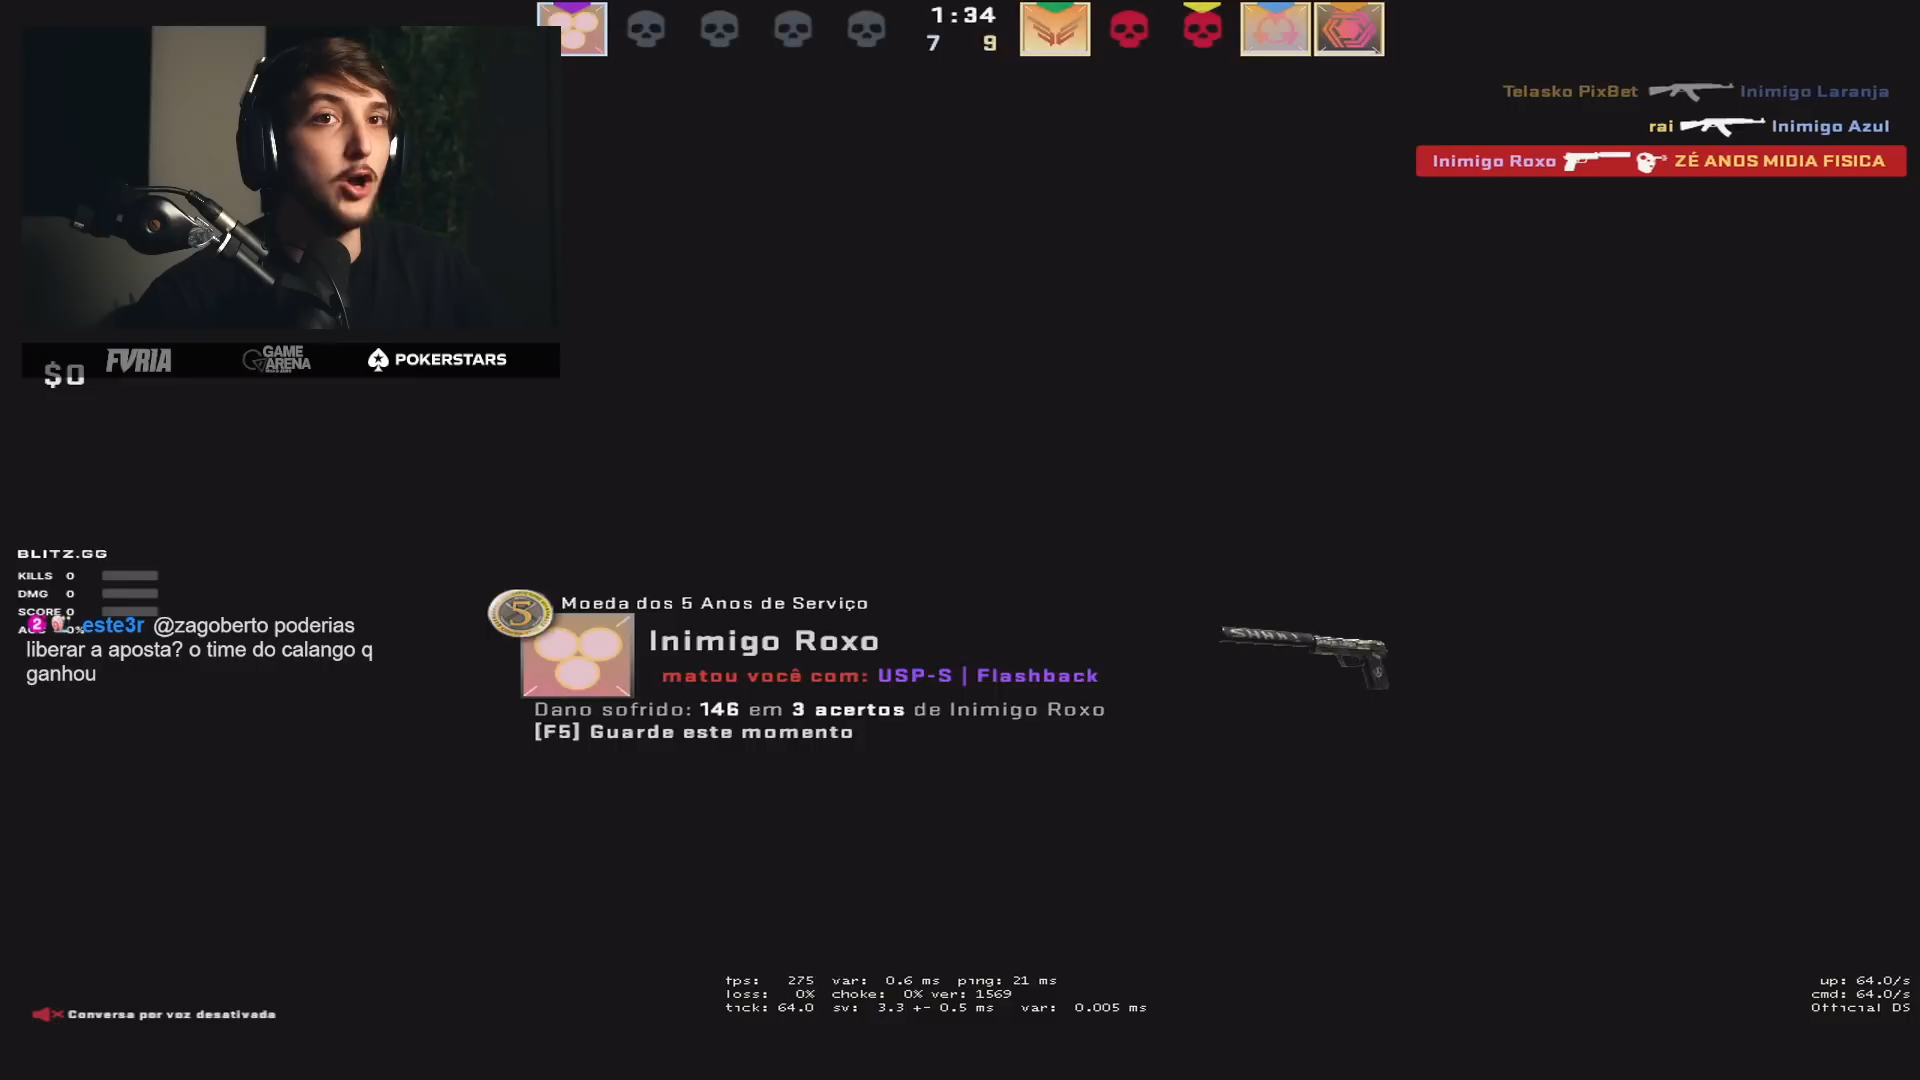 1:34
7 9
Telasko PixBet Inimigo Laranja
rai Inimigo Azul
Inimigo Roxo ZÉ ANOS MIDIA FISICA
FVRIA GAME ARENA POKERSTARS
$0
BLITZ.GG
KILLS 0
DMG 0
SCORE 0
2 este3r @zagoberto poderias
liberar a aposta? o time do calango q
ganhou
5 Moeda dos 5 Anos de Serviço
Inimigo Roxo
matou você com: USP-S | Flashback
Dano sofrido: 146 em 3 acertos de Inimigo Roxo
[F5] Guarde este momento
fps: 275 var: 0.6 ms ping: 21 ms
loss: 0% choke: 0% ver: 1569
tick: 64.0 sv: 3.3 +- 0.5 ms var: 0.005 ms
up: 64.0/s
cmd: 64.0/s
Official DS
Conversa por voz desativada